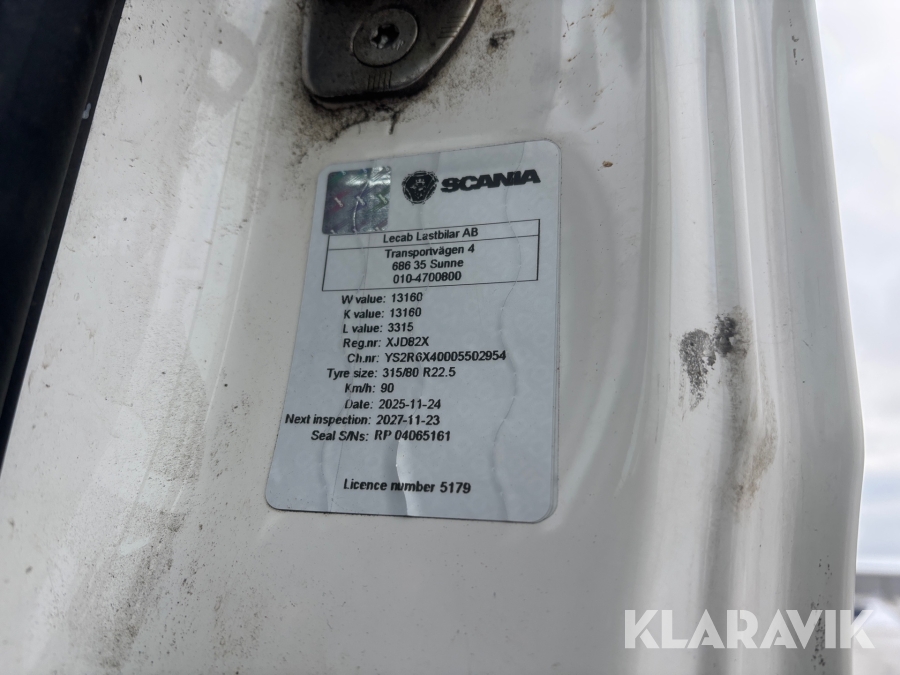 SCANIA
Lecab Lastbilar AB
Transportvägen 4
686 35 Sunne
010-4700800
W value: 13160
K value: 13160
L value: 3315
Reg.nr: XJD82X
Ch.nr: YS2R6X40005502954
Tyre size: 315/80 R22.5
Km/h: 90
Date: 2025-11-24
Next inspection: 2027-11-23
Seal S/Ns: RP 04065161
Licence number 5179
KLARAVIK